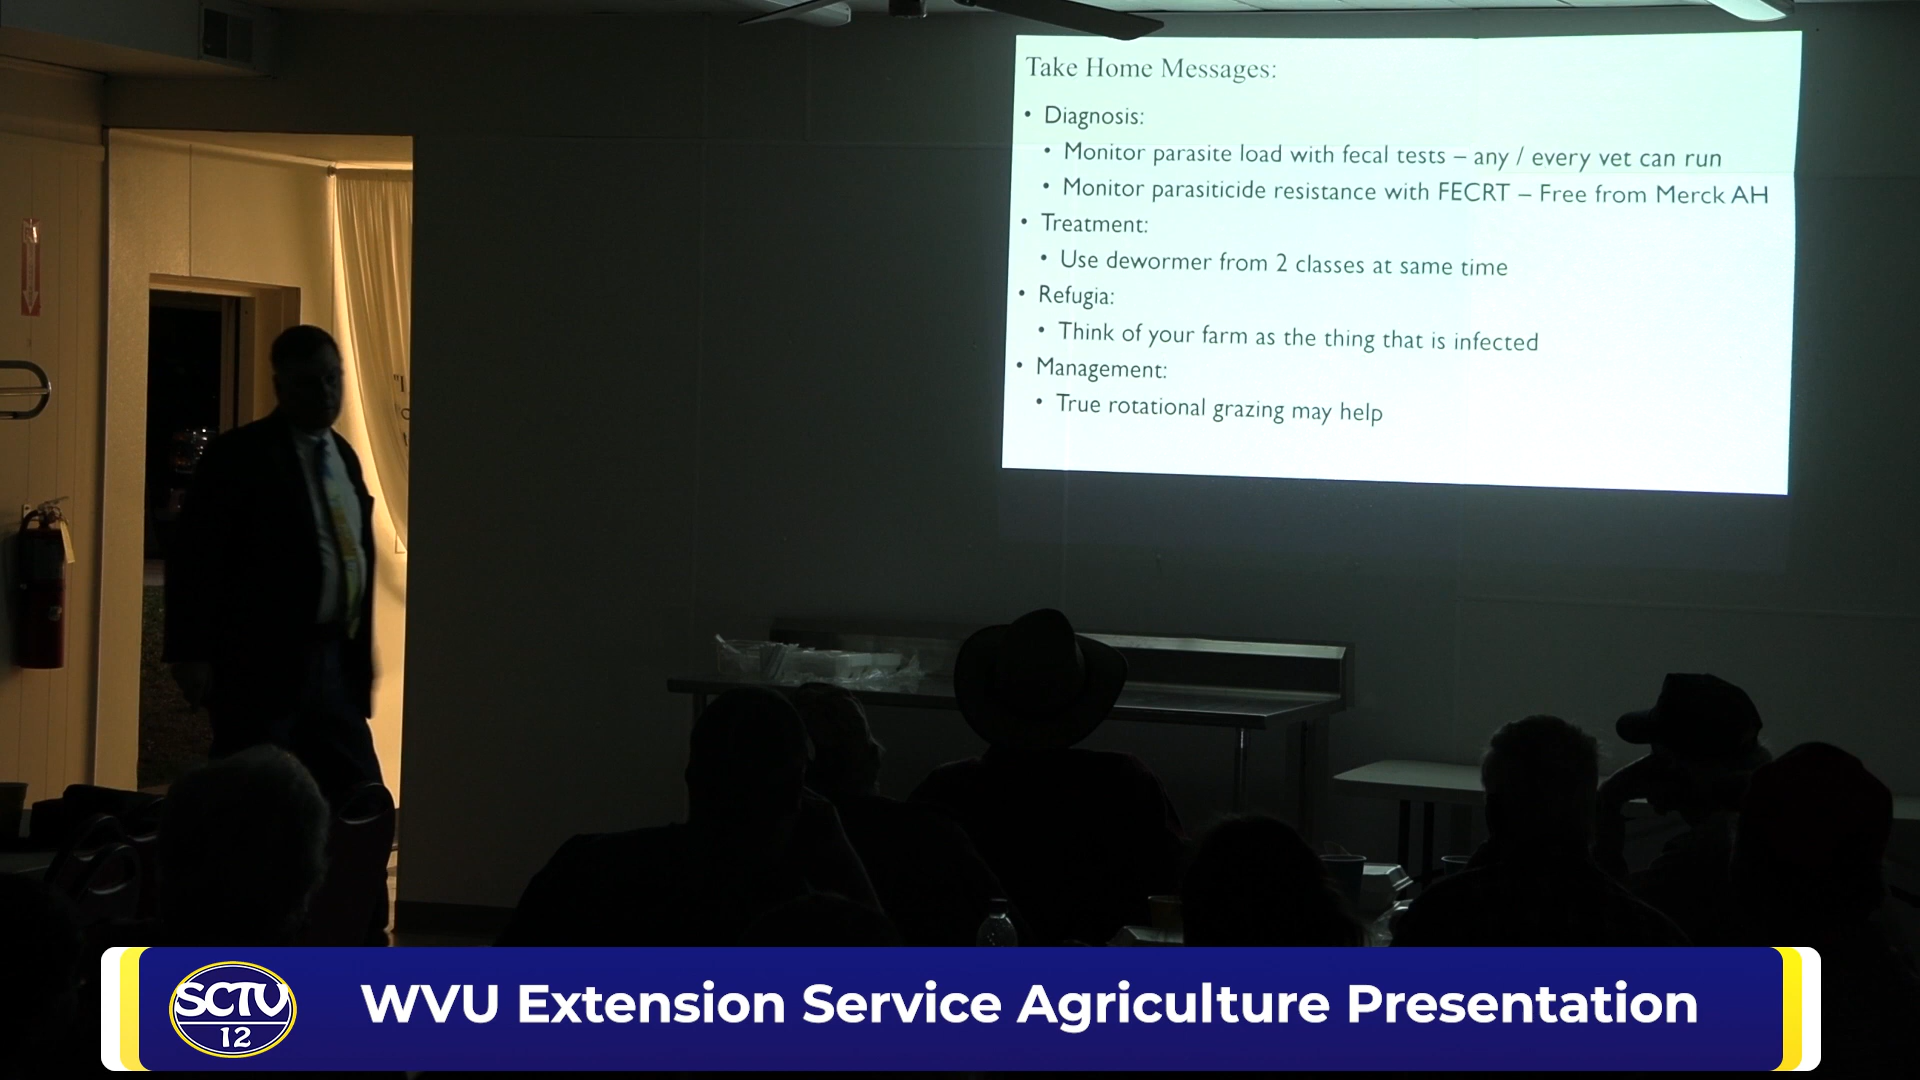 Take Home Messages:
• Diagnosis:
• Monitor parasite load with fecal tests – any / every vet can run
• Monitor parasiticide resistance with FECRT – Free from Merck AH
• Treatment:
• Use dewormer from 2 classes at same time
• Refugia:
• Think of your farm as the thing that is infected
• Management:
• True rotational grazing may help
SCTV
12
WVU Extension Service Agriculture Presentation